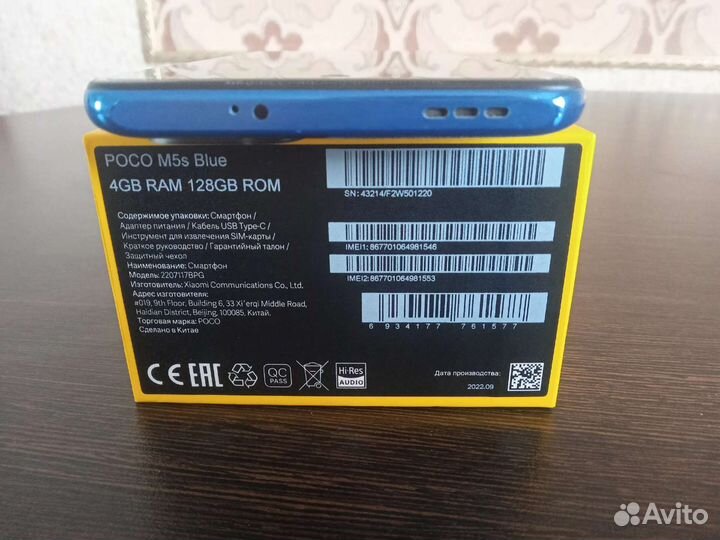 POCO M5s Blue
4GB RAM 128GB ROM
Содержимое упаковки: Смартфон /
Адаптер питания / Кабель USB Type-C /
Инструмент для извлечения SIM-карты /
Краткое руководство / Гарантийный талон /
Защитный чехол
Наименование: Смартфон
Модель: 2207117BPG
Изготовитель: Xiaomi Communications Co., Ltd.
Адрес изготовителя:
#019, 9th Floor, Building 6, 33 Xi'erqi Middle Road,
Haidian District, Beijing, 100085, Китай.
Торговая марка: POCO
Сделано в Китае
SN: 43214/F2W501220
IMEI1: 867701064981546
IMEI2:867701064981553
6 934177 761577
CE EAC
QC
PASS
Hi-Res
AUDIO
Дата производства:
2022.09
Avito